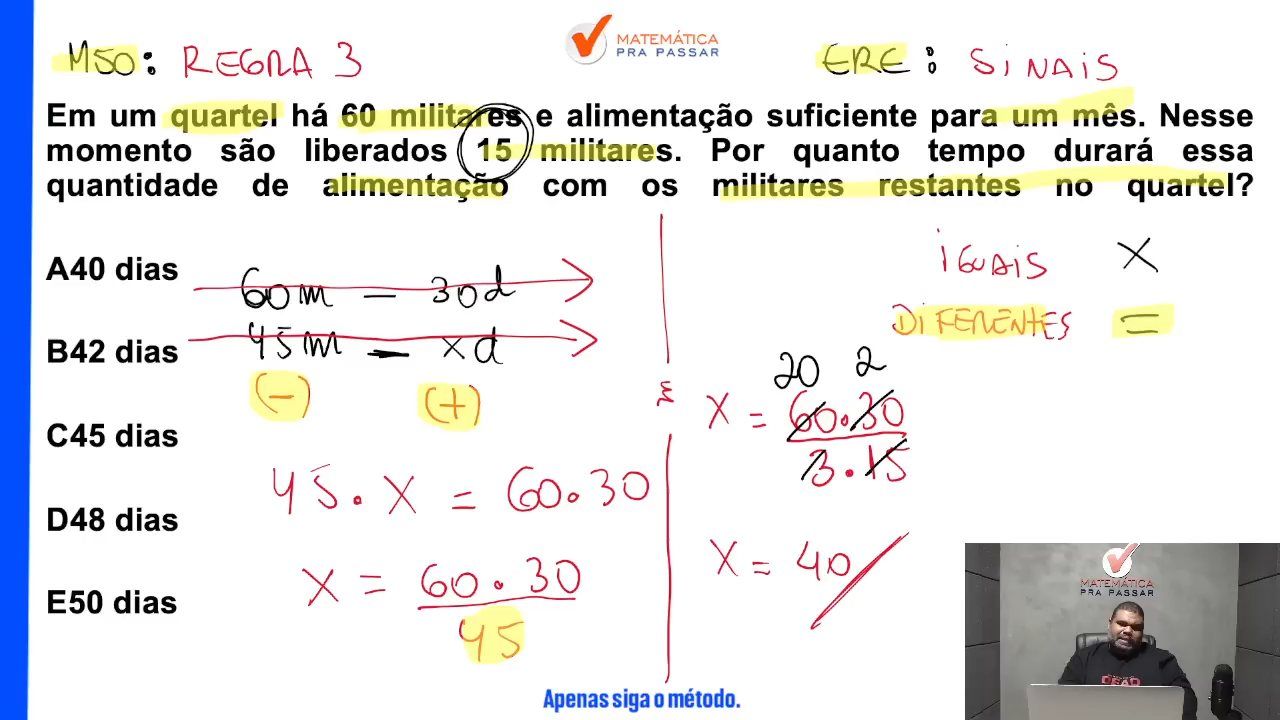 MATEMÁTICA
PRA PASSAR
M50: REGRA 3
ERE: SINAIS
Em um quartel há 60 militares e alimentação suficiente para um mês. Nesse
momento são liberados 15 militares. Por quanto tempo durará essa
quantidade de alimentação com os militares restantes no quartel?
A40 dias
60m — 30d
B42 dias
45m — xd
(-) (+)
C45 dias
45 . X = 60.30
D48 dias
X = 60.30
45
E50 dias
iGUAIS X
DIFERENTES =
20 2
X = 60.30
3.15
X = 40
MATEMÁTICA
PRA PASSAR
DEAD
Apenas siga o método.